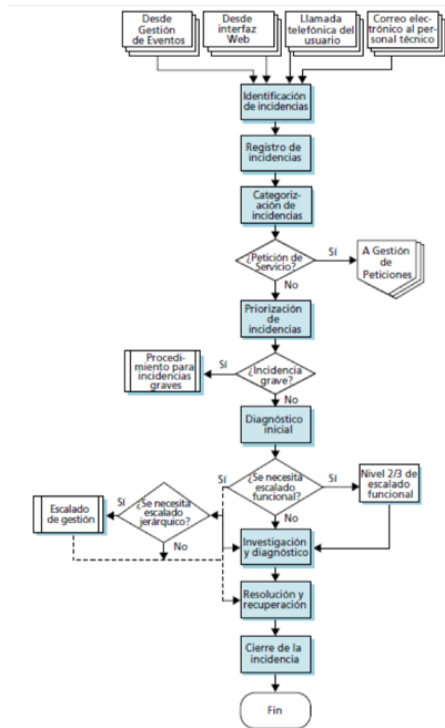 Desde
Gestión
de Eventos
Desde
interfaz
Web
Llamada
telefónica del
usuario
Correo elec-
trónico al per-
sonal técnico
Identificación
de incidencias
Registro de
incidencias
Categoriz-
ación de
incidencias
¿Petición de
Servicio?
Sí
A Gestión
de
Peticiones
No
Priorización
de
incidencias
Procedi-
miento para
incidencias
graves
Sí
¿Incidencia
grave?
No
Diagnóstico
inicial
Sí
¿Se necesita
escalado
funcional?
Sí
Nivel 2/3 de
escalado
funcional
Escalado
de gestión
Sí
¿Se necesita
escalado
jerárquico?
No
No
Investigación
y diagnóstico
Resolución y
recuperación
Cierre de la
incidencia
Fin